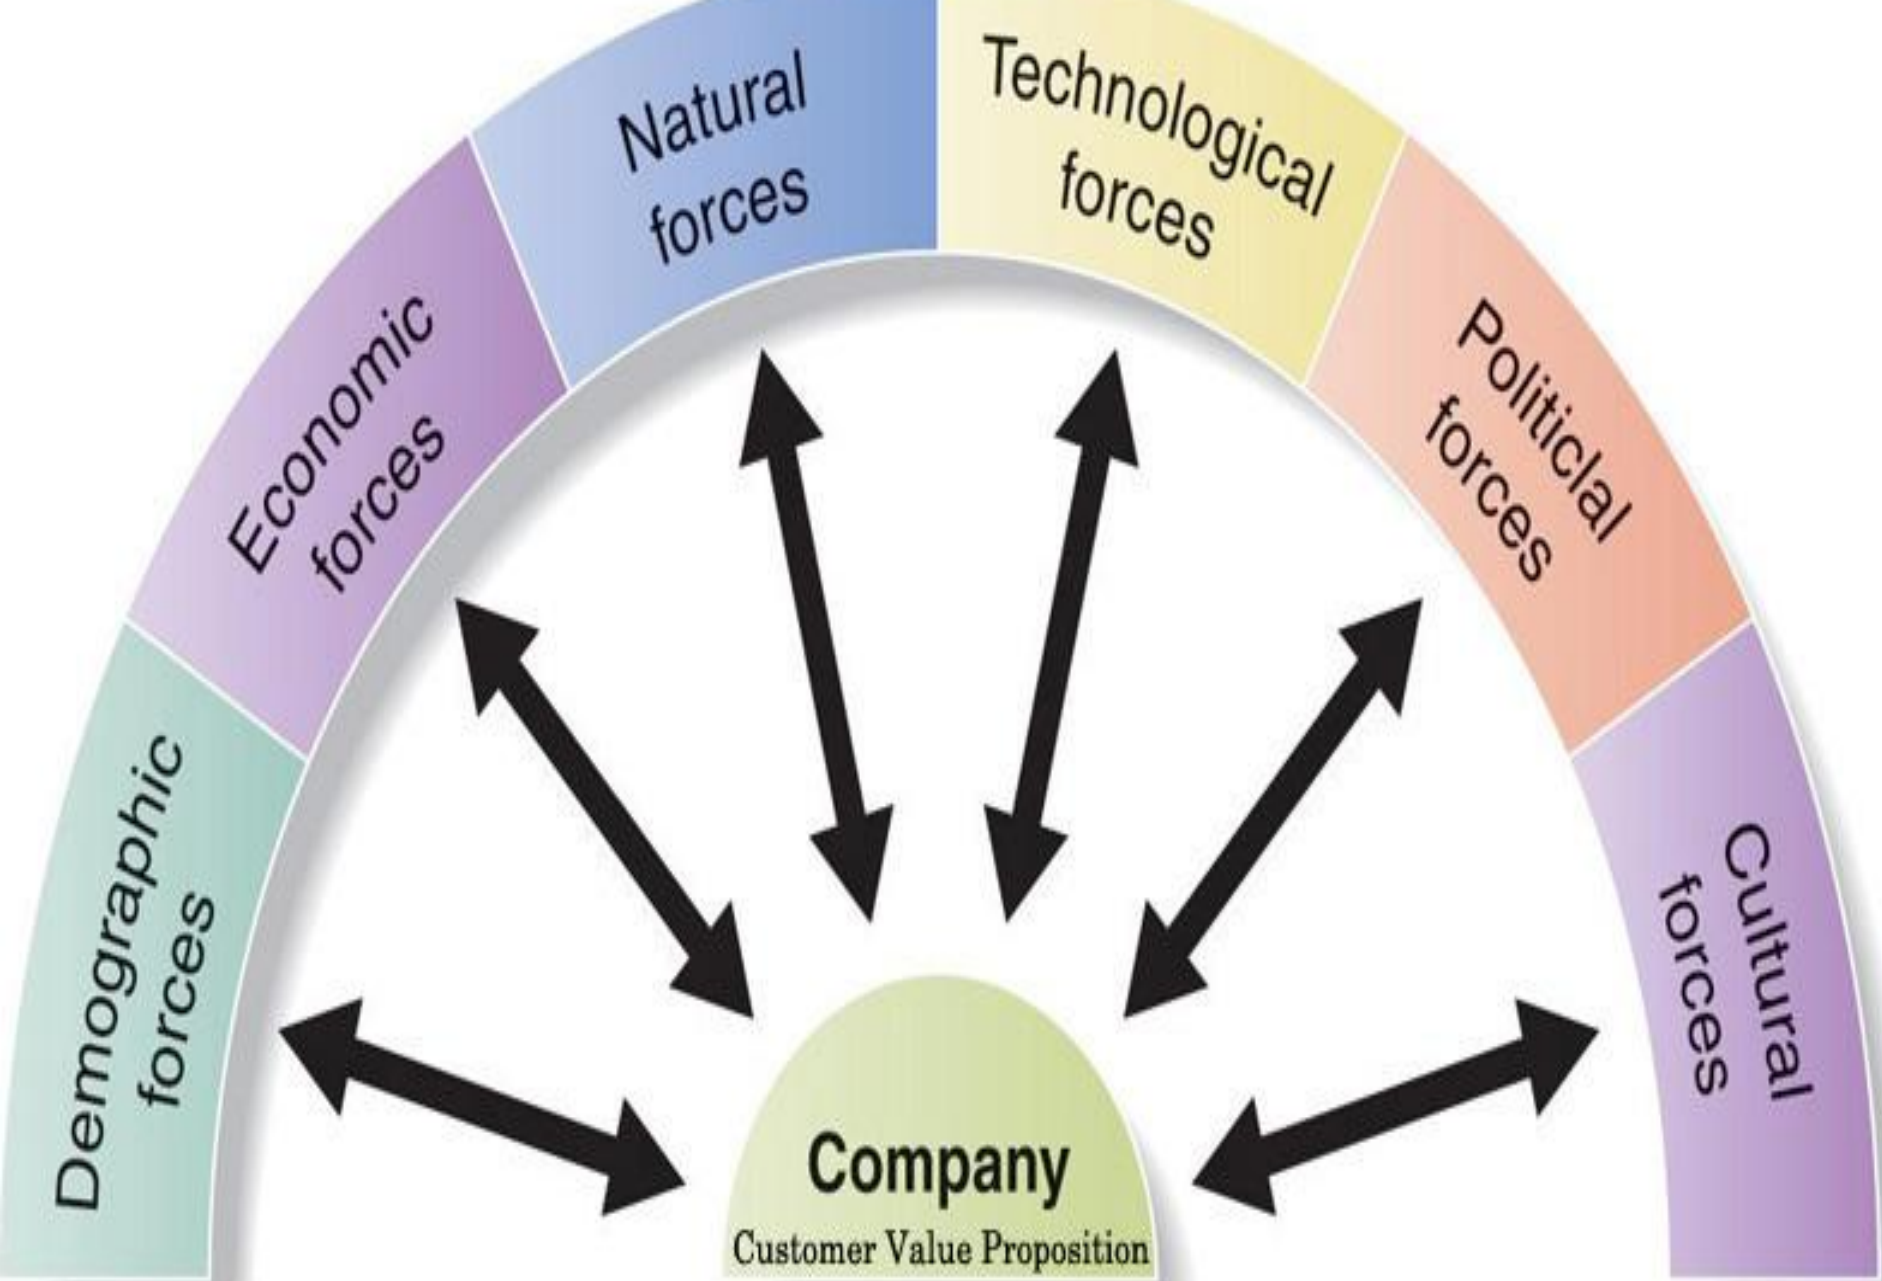 Demographic
forces
Economic
forces
Natural
forces
Technological
forces
Politiclal
forces
Cultural
forces
Company
Customer Value Proposition